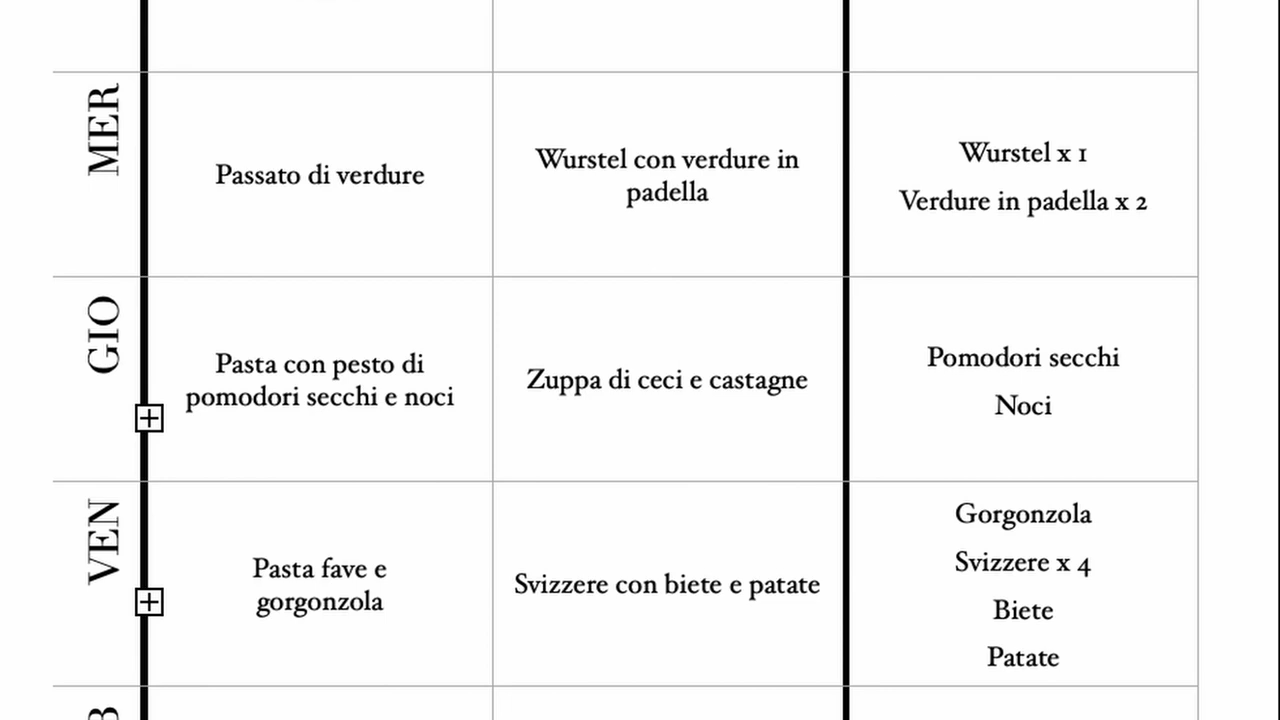 MER
Passato di verdure
Wurstel con verdure in
padella
Wurstel x 1
Verdure in padella x 2
GIO
Pasta con pesto di
pomodori secchi e noci
Zuppa di ceci e castagne
Pomodori secchi
Noci
VEN
Pasta fave e
gorgonzola
Svizzere con biete e patate
Gorgonzola
Svizzere x 4
Biete
Patate